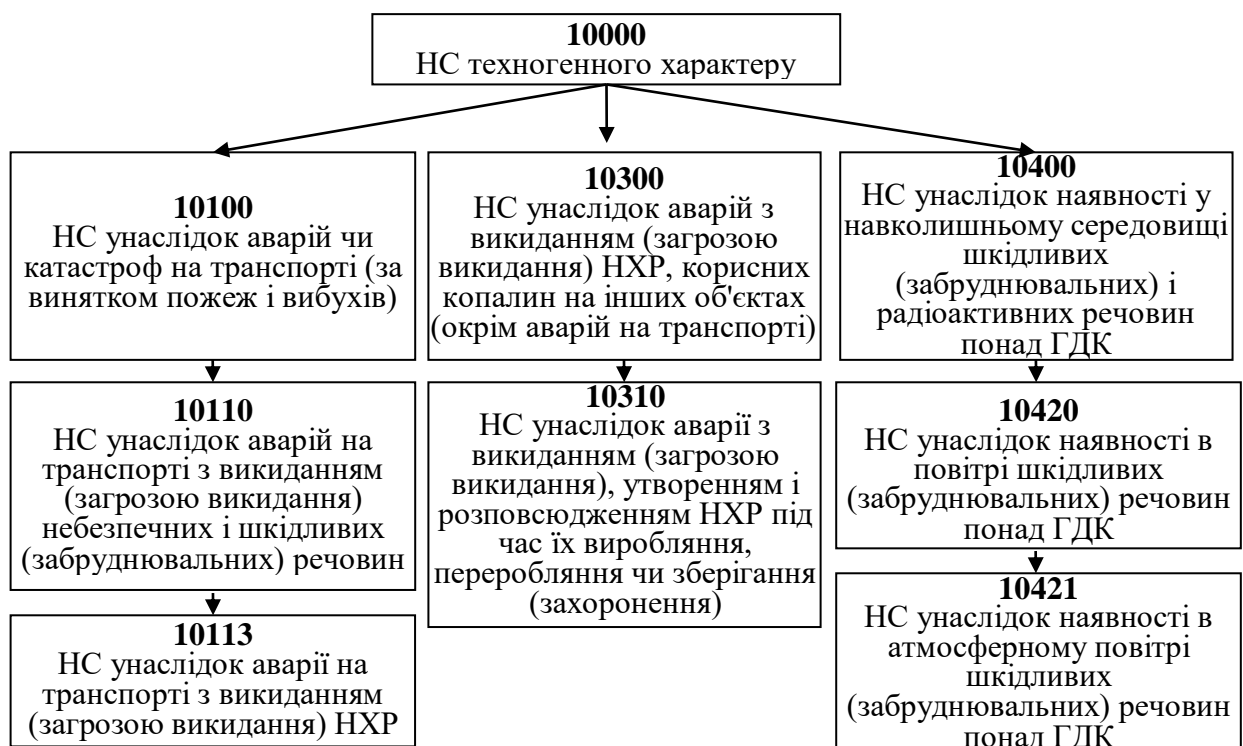 10000
НС техногенного характеру
10100
НС унаслідок аварій чи
катастроф на транспорті (за
винятком пожеж і вибухів)
10110
НС унаслідок аварій на
транспорті з викиданням
(загрозою викидання)
небезпечних і шкідливих
(забруднювальних) речовин
10113
НС унаслідок аварії на
транспорті з викиданням
(загрозою викидання) НХР
10300
НС унаслідок аварій з
викиданням (загрозою
викидання) НХР, корисних
копалин на інших об'єктах
(окрім аварій на транспорті)
10310
НС унаслідок аварії з
викиданням (загрозою
викидання), утворенням і
розповсюдженням НХР під
час їх виробляння,
переробляння чи зберігання
(захоронення)
10400
НС унаслідок наявності у
навколишньому середовищі
шкідливих
(забруднювальних) і
радіоактивних речовин
понад ГДК
10420
НС унаслідок наявності в
повітрі шкідливих
(забруднювальних) речовин
понад ГДК
10421
НС унаслідок наявності в
атмосферному повітрі
шкідливих
(забруднювальних) речовин
понад ГДК